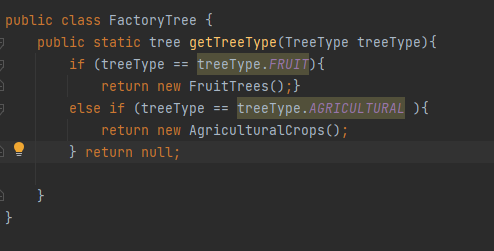 public class FactoryTree {
public static tree getTreeType(TreeType treeType){
if (treeType == treeType.FRUIT){
return new FruitTrees();}
else if (treeType == treeType.AGRICULTURAL ){
return new AgriculturalCrops();
} return null;
}
}